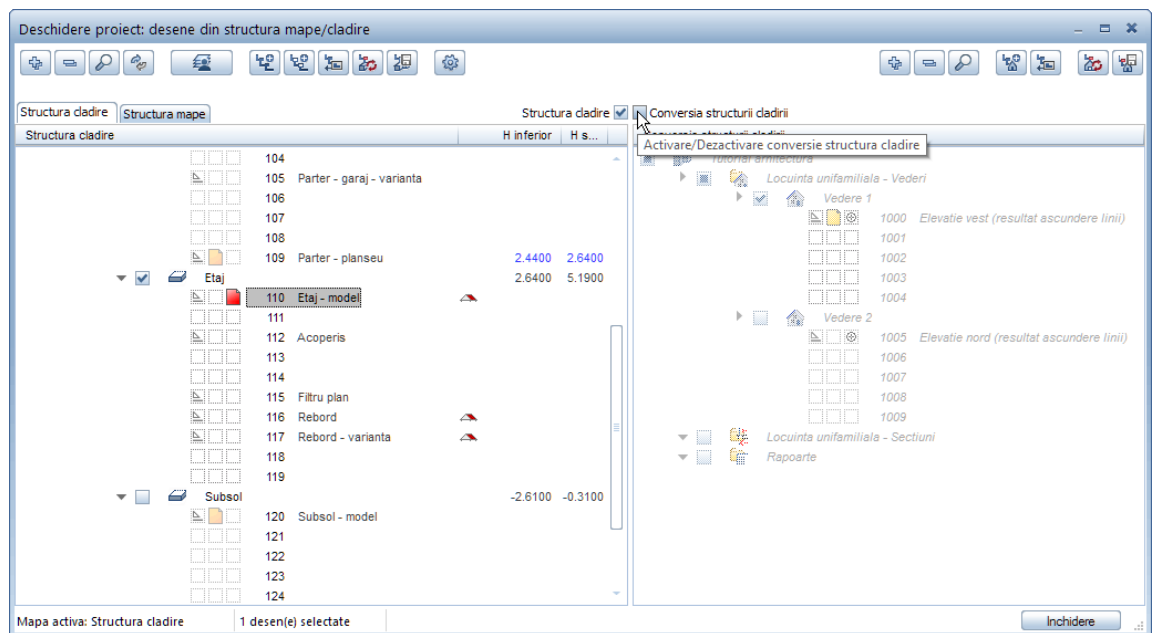 Deschidere proiect: desene din structura mape/cladire
Structura cladire Structura mape Structura cladire Conversia structurii cladirii
Structura cladire H inferior H s...
Activare/Dezactivare conversie structura cladire
104 Tutorial arhitectura
105 Parter - garaj - varianta Locuinta unifamiliala - Vederi
106 Vedere 1
107 1000 Elevatie vest (resultat ascundere linii)
108 1001
109 Parter - planseu 2.4400 2.6400 1002
Etaj 2.6400 5.1900 1003
110 Etaj - model 1004
111 Vedere 2
112 Acoperis 1005 Elevatie nord (resultat ascundere linii)
113 1006
114 1007
115 Filtru plan 1008
116 Rebord 1009
117 Rebord - varianta Locuinta unifamiliala - Sectiuni
118 Rapoarte
119
Subsol -2.6100 -0.3100
120 Subsol - model
121
122
123
124
Mapa activa: Structura cladire 1 desen(e) selectate Inchidere